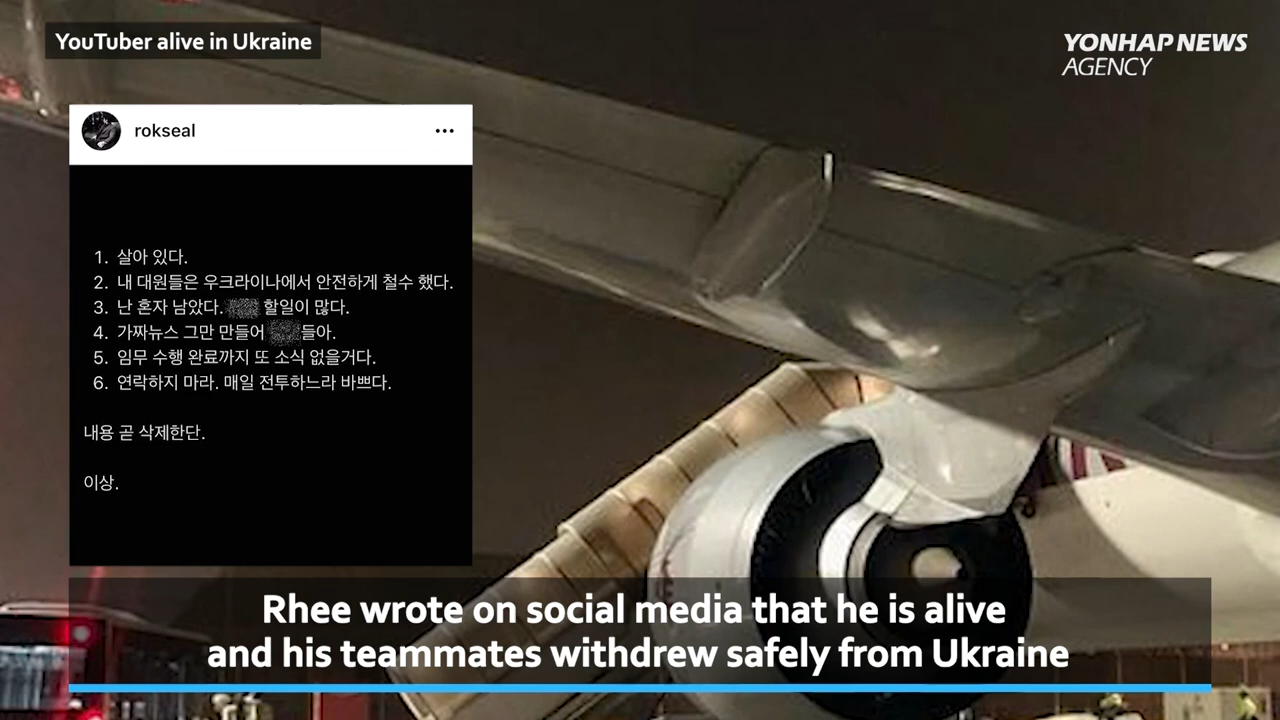 YouTuber alive in Ukraine
YONHAP NEWS
AGENCY
rokseal
1. 살아 있다.
2. 내 대원들은 우크라이나에서 안전하게 철수 했다.
3. 난 혼자 남았다. 할일이 많다.
4. 가짜뉴스 그만 만들어 들아.
5. 임무 수행 완료까지 또 소식 없을거다.
6. 연락하지 마라. 매일 전투하느라 바쁘다.
내용 곧 삭제한단.
이상.
Rhee wrote on social media that he is alive
and his teammates withdrew safely from Ukraine